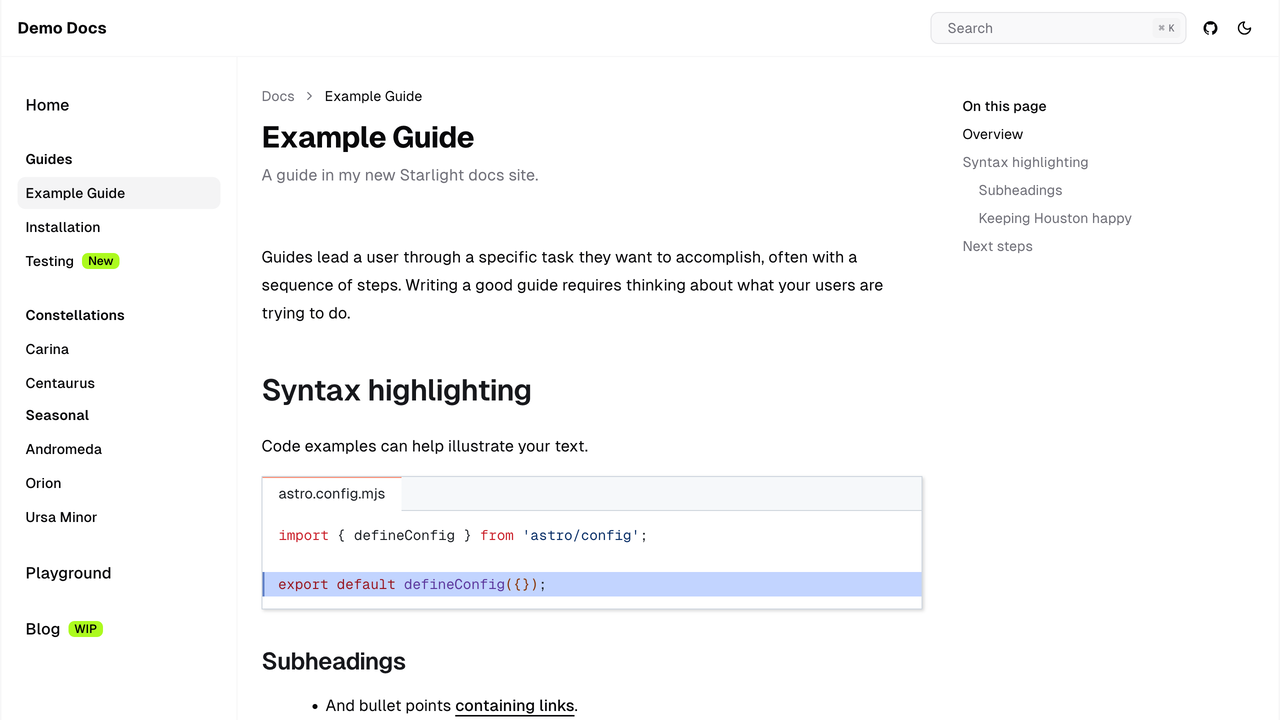 Demo Docs
Search
⌘ K
Home
Guides
Example Guide
Installation
Testing New
Constellations
Carina
Centaurus
Seasonal
Andromeda
Orion
Ursa Minor
Playground
Blog WIP
Docs > Example Guide
Example Guide
A guide in my new Starlight docs site.
Guides lead a user through a specific task they want to accomplish, often with a
sequence of steps. Writing a good guide requires thinking about what your users are
trying to do.
Syntax highlighting
Code examples can help illustrate your text.
astro.config.mjs
import { defineConfig } from 'astro/config';
export default defineConfig({});
Subheadings
• And bullet points containing links.
On this page
Overview
Syntax highlighting
Subheadings
Keeping Houston happy
Next steps